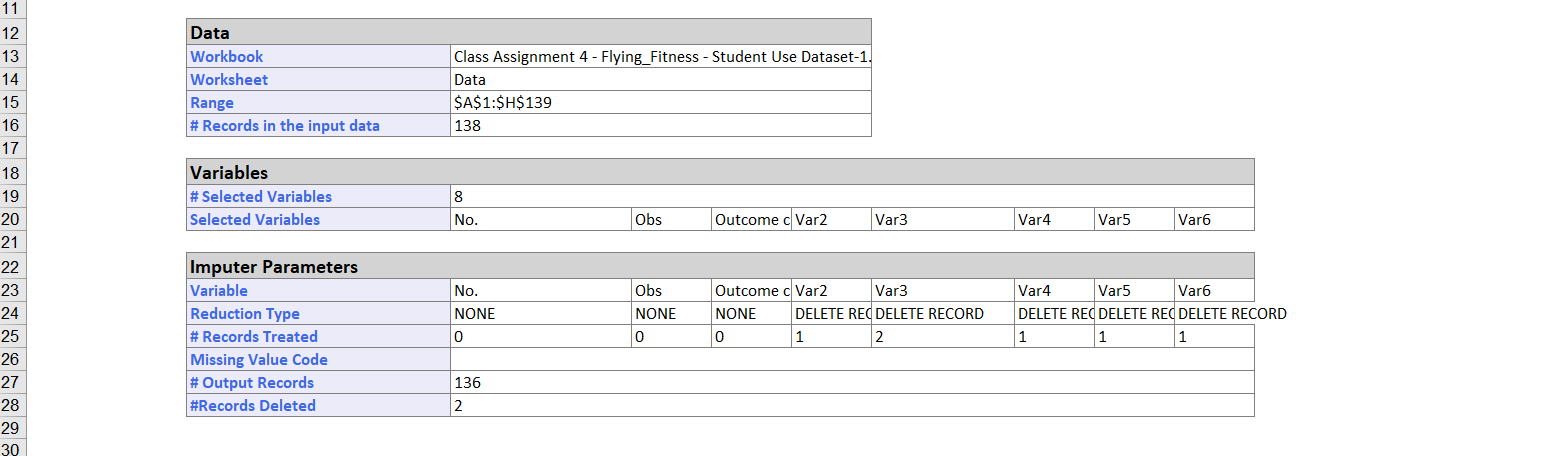 11
12 Data
13 Workbook Class Assignment 4 - Flying_Fitness - Student Use Dataset-1.
14 Worksheet Data
15 Range $A$1:$H$139
16 # Records in the input data 138
17
18 Variables
19 # Selected Variables 8
20 Selected Variables No. Obs Outcome c Var2 Var3 Var4 Var5 Var6
21
22 Imputer Parameters
23 Variable No. Obs Outcome c Var2 Var3 Var4 Var5 Var6
24 Reduction Type NONE NONE NONE DELETE REC DELETE RECORD DELETE REC DELETE REC DELETE RECORD
25 # Records Treated 0 0 0 1 2 1 1 1
26 Missing Value Code
27 # Output Records 136
28 #Records Deleted 2
29
30